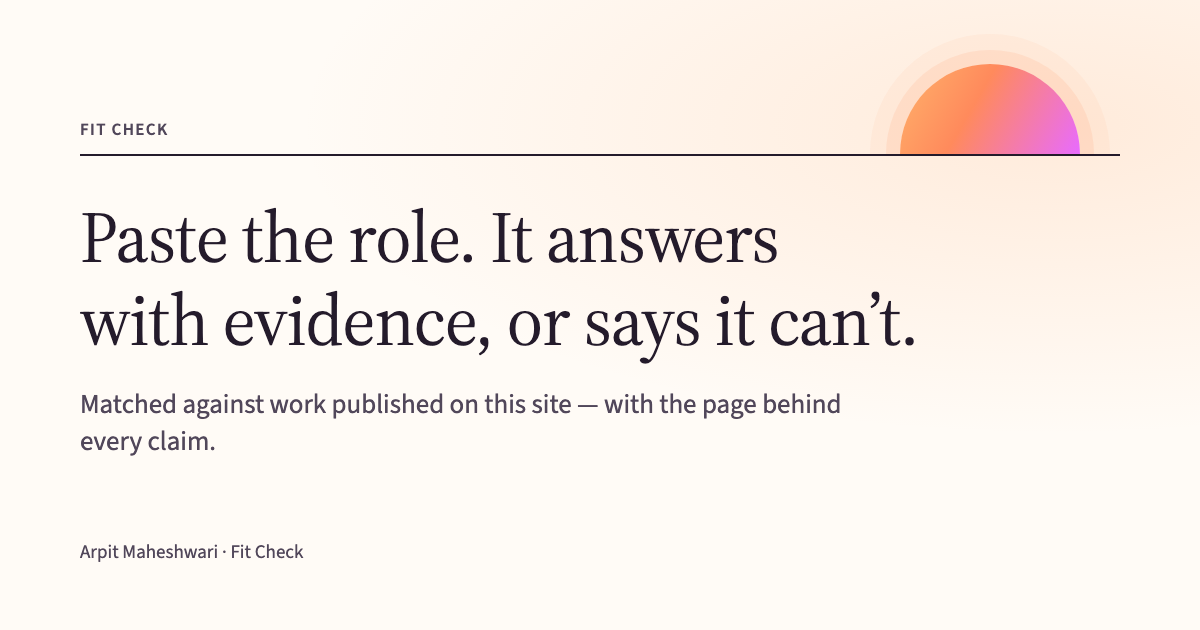 FIT CHECK
Paste the role. It answers
with evidence, or says it can’t.
Matched against work published on this site — with the page behind
every claim.
Arpit Maheshwari · Fit Check